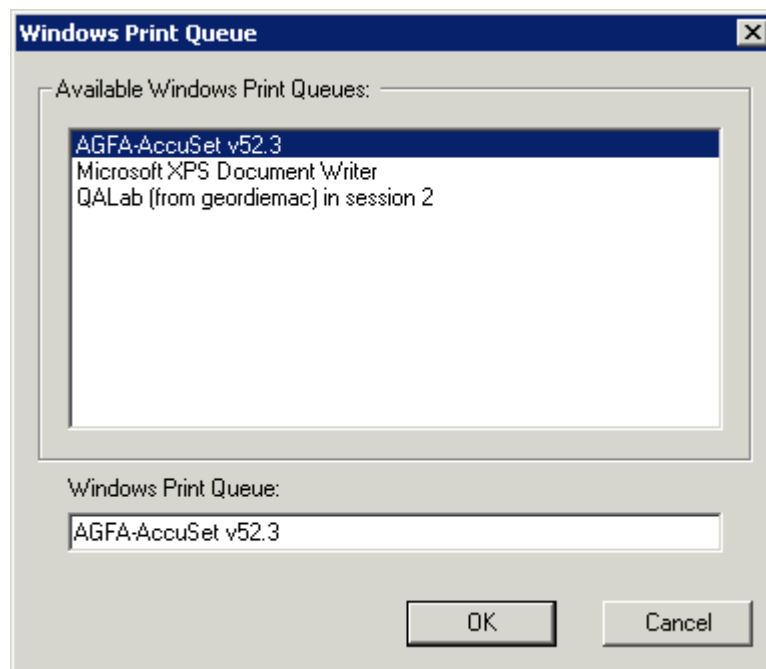 Windows Print Queue
Available Windows Print Queues:
AGFA-AccuSet v52.3
Microsoft XPS Document Writer
QALab (from geordiemac) in session 2
Windows Print Queue:
AGFA-AccuSet v52.3
OK Cancel